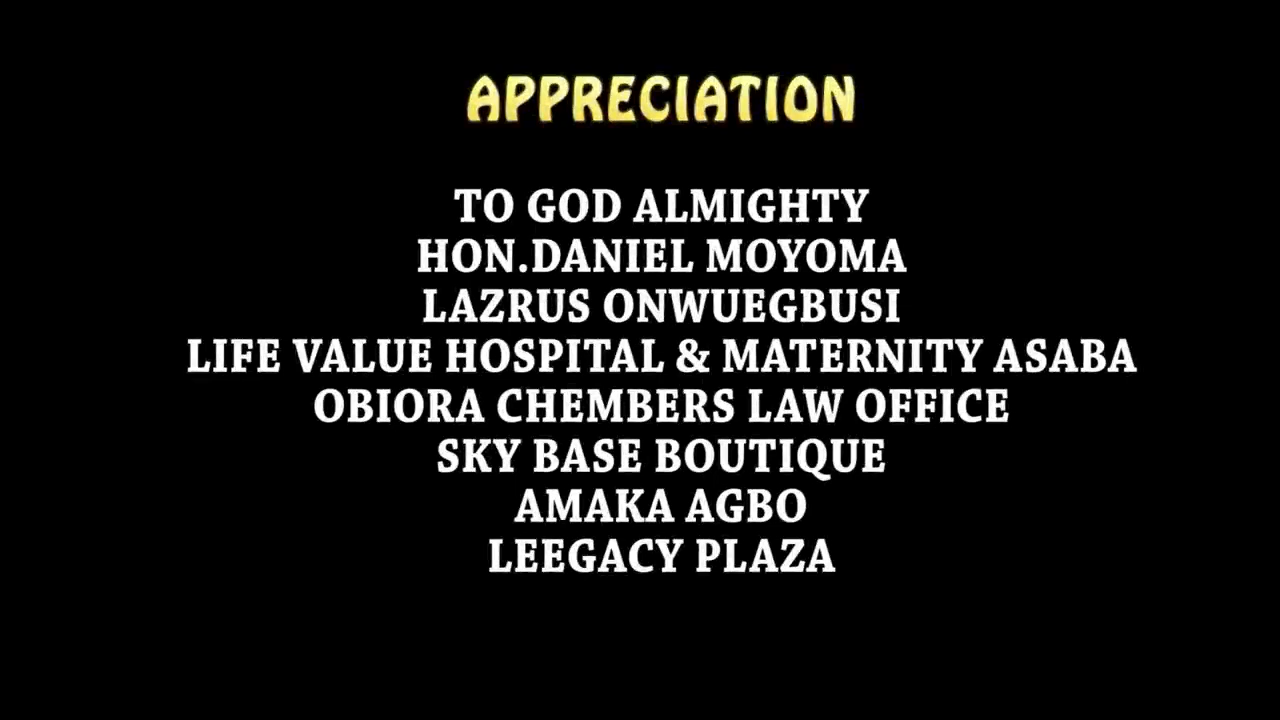 APPRECIATION
TO GOD ALMIGHTY
HON.DANIEL MOYOMA
LAZRUS ONWUEGBUSI
LIFE VALUE HOSPITAL & MATERNITY ASABA
OBIORA CHEMBERS LAW OFFICE
SKY BASE BOUTIQUE
AMAKA AGBO
LEEGACY PLAZA